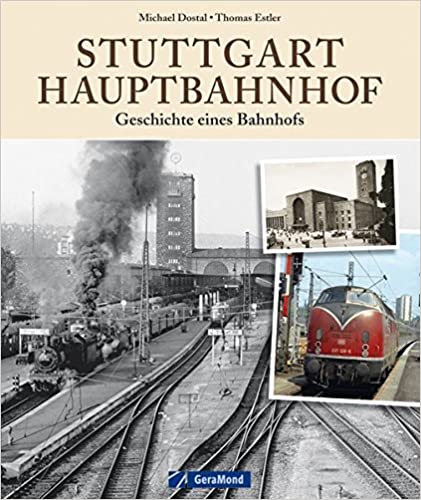 Michael Dostal • Thomas Estler
STUTTGART
HAUPTBAHNHOF
Geschichte eines Bahnhofs
GeraMond